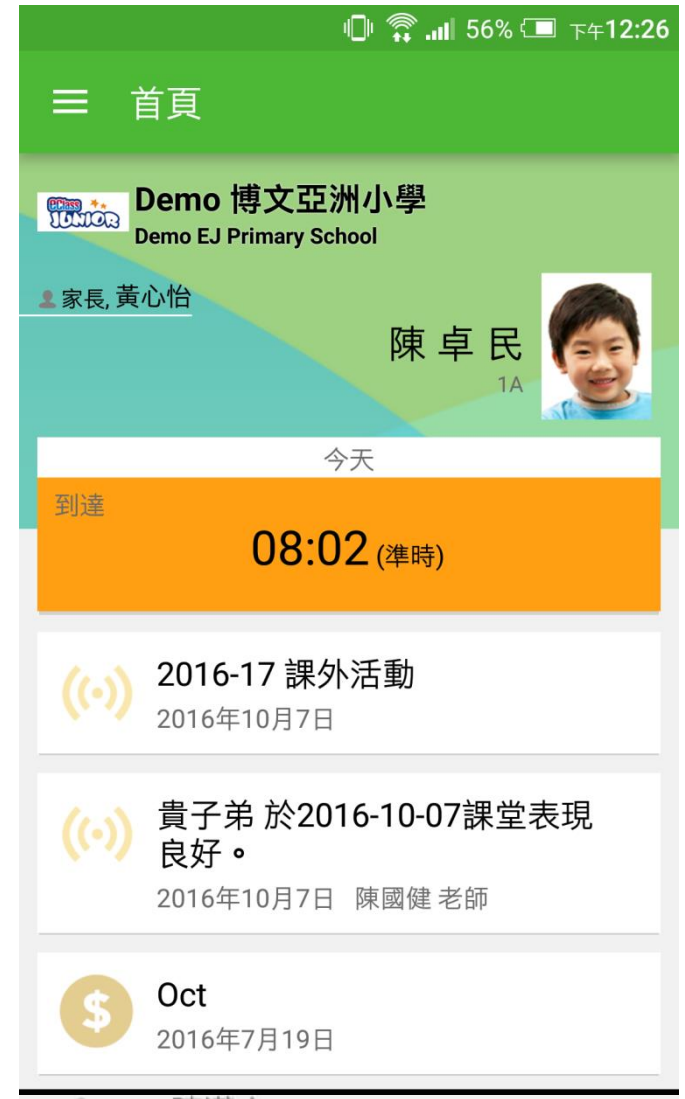 56% 下午12:26
首頁
eClass JUNIOR
Demo 博文亞洲小學
Demo EJ Primary School
家長, 黃心怡
陳 卓 民
1A
今天
到達
08:02 (準時)
2016-17 課外活動
2016年10月7日
貴子弟 於2016-10-07課堂表現
良好。
2016年10月7日 陳國健 老師
$
Oct
2016年7月19日